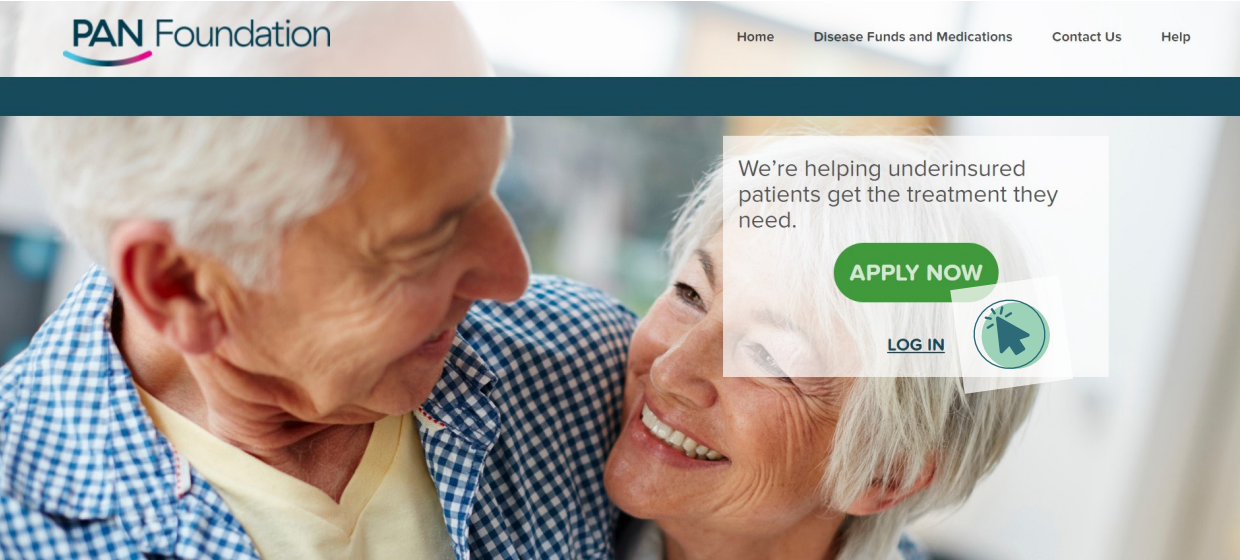 PAN Foundation
Home Disease Funds and Medications Contact Us Help
We’re helping underinsured
patients get the treatment they
need.
APPLY NOW
LOG IN